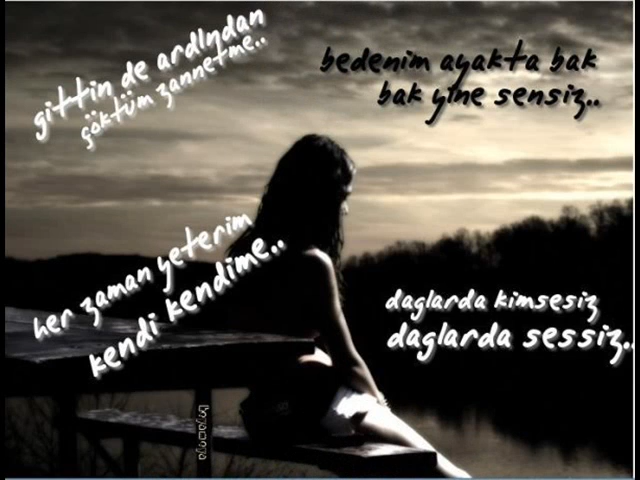 gittin de ardIndan
çöktüm zannetme..
bedenim ayakta bak
bak yine sensiz..
her zaman yeterim
kendi kendime..
daglarda kimsesiz
daglarda sessiz..